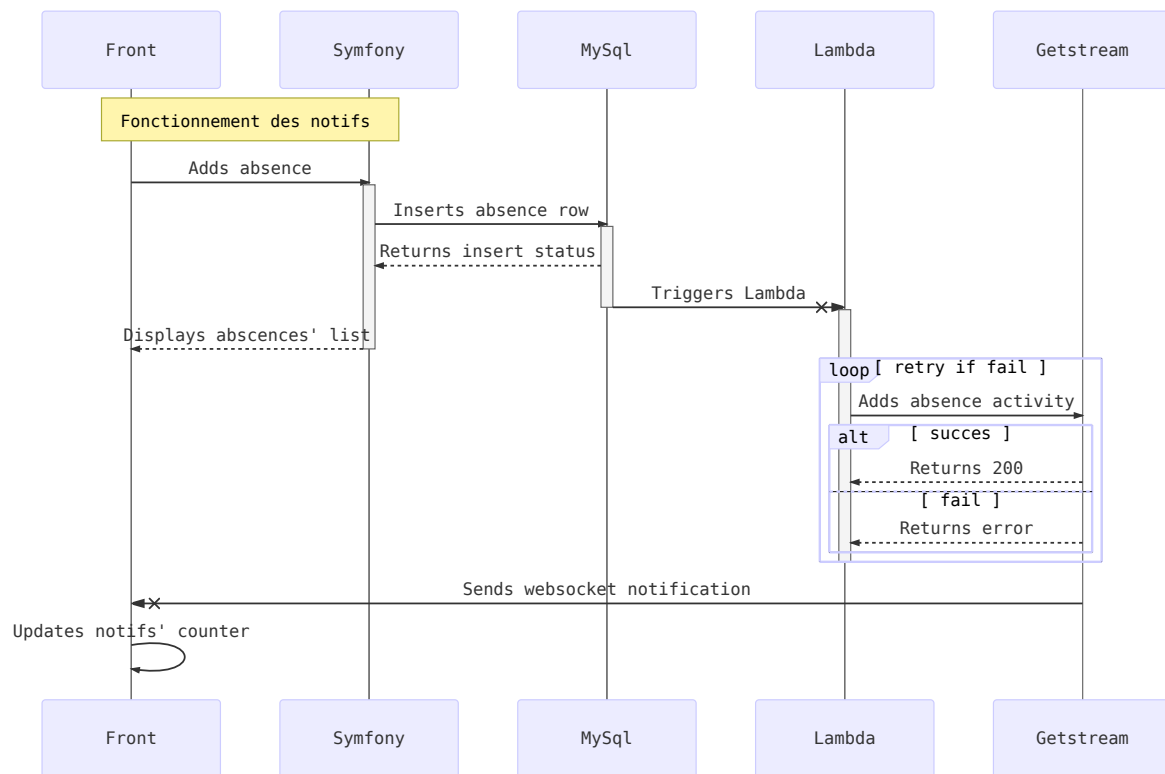 Front
Symfony
MySql
Lambda
Getstream
Fonctionnement des notifs
Adds absence
Inserts absence row
Returns insert status
Triggers Lambda
Displays abscences' list
loop
[ retry if fail ]
Adds absence activity
alt
[ succes ]
Returns 200
[ fail ]
Returns error
Sends websocket notification
Updates notifs' counter
Front
Symfony
MySql
Lambda
Getstream